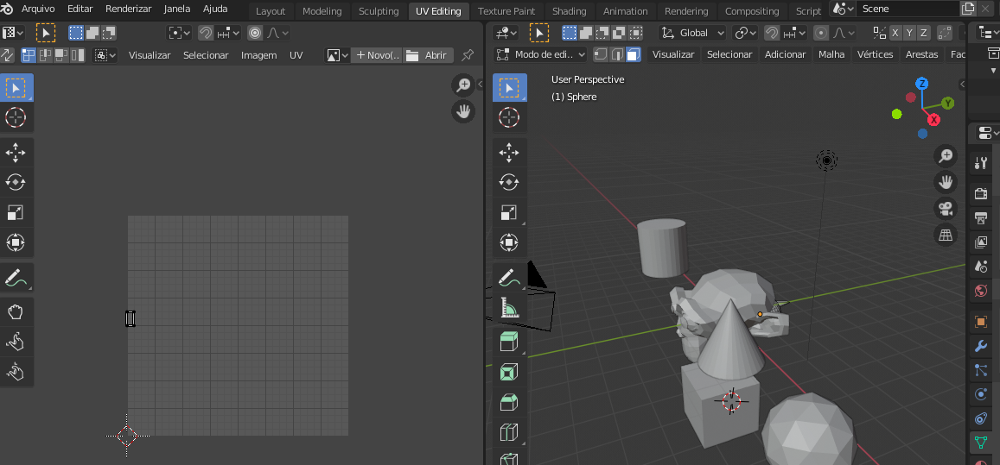 Arquivo Editar Renderizar Janela Ajuda Layout Modeling Sculpting UV Editing Texture Paint Shading Animation Rendering Compositing Script Scene
Global X Y Z
Visualizar Selecionar Imagem UV Novo(.. Abrir Modo de edi.. Visualizar Selecionar Adicionar Malha Vértices Arestas Fac
User Perspective
(1) Sphere
Z
Y
X